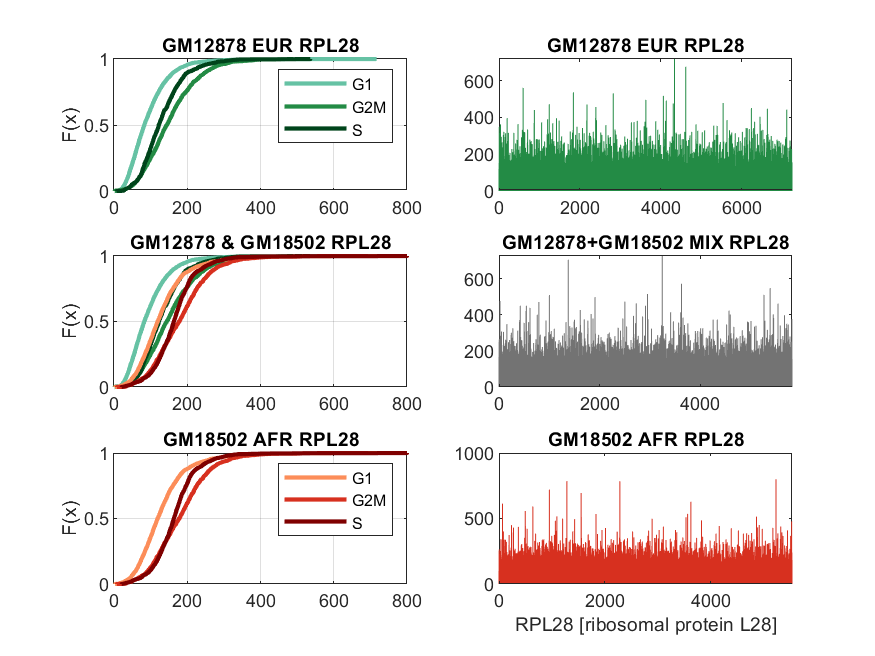 GM12878 EUR RPL28
F(x)
1
0.5
0
0 200 400 600 800
G1
G2M
S
GM12878 EUR RPL28
600
400
200
0
0 2000 4000 6000
GM12878 & GM18502 RPL28
F(x)
1
0.5
0
0 200 400 600 800
GM12878+GM18502 MIX RPL28
600
400
200
0
0 2000 4000
GM18502 AFR RPL28
F(x)
1
0.5
0
0 200 400 600 800
G1
G2M
S
GM18502 AFR RPL28
1000
500
0
0 2000 4000
RPL28 [ribosomal protein L28]